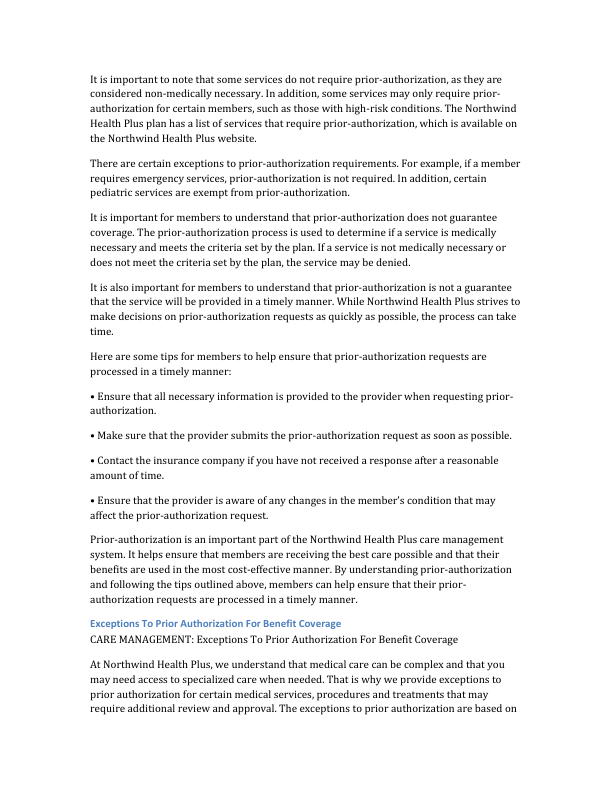 It is important to note that some services do not require prior-authorization, as they are
considered non-medically necessary. In addition, some services may only require prior-
authorization for certain members, such as those with high-risk conditions. The Northwind
Health Plus plan has a list of services that require prior-authorization, which is available on
the Northwind Health Plus website.
There are certain exceptions to prior-authorization requirements. For example, if a member
requires emergency services, prior-authorization is not required. In addition, certain
pediatric services are exempt from prior-authorization.
It is important for members to understand that prior-authorization does not guarantee
coverage. The prior-authorization process is used to determine if a service is medically
necessary and meets the criteria set by the plan. If a service is not medically necessary or
does not meet the criteria set by the plan, the service may be denied.
It is also important for members to understand that prior-authorization is not a guarantee
that the service will be provided in a timely manner. While Northwind Health Plus strives to
make decisions on prior-authorization requests as quickly as possible, the process can take
time.
Here are some tips for members to help ensure that prior-authorization requests are
processed in a timely manner:
• Ensure that all necessary information is provided to the provider when requesting prior-
authorization.
• Make sure that the provider submits the prior-authorization request as soon as possible.
• Contact the insurance company if you have not received a response after a reasonable
amount of time.
• Ensure that the provider is aware of any changes in the member's condition that may
affect the prior-authorization request.
Prior-authorization is an important part of the Northwind Health Plus care management
system. It helps ensure that members are receiving the best care possible and that their
benefits are used in the most cost-effective manner. By understanding prior-authorization
and following the tips outlined above, members can help ensure that their prior-
authorization requests are processed in a timely manner.
Exceptions To Prior Authorization For Benefit Coverage
CARE MANAGEMENT: Exceptions To Prior Authorization For Benefit Coverage
At Northwind Health Plus, we understand that medical care can be complex and that you
may need access to specialized care when needed. That is why we provide exceptions to
prior authorization for certain medical services, procedures and treatments that may
require additional review and approval. The exceptions to prior authorization are based on